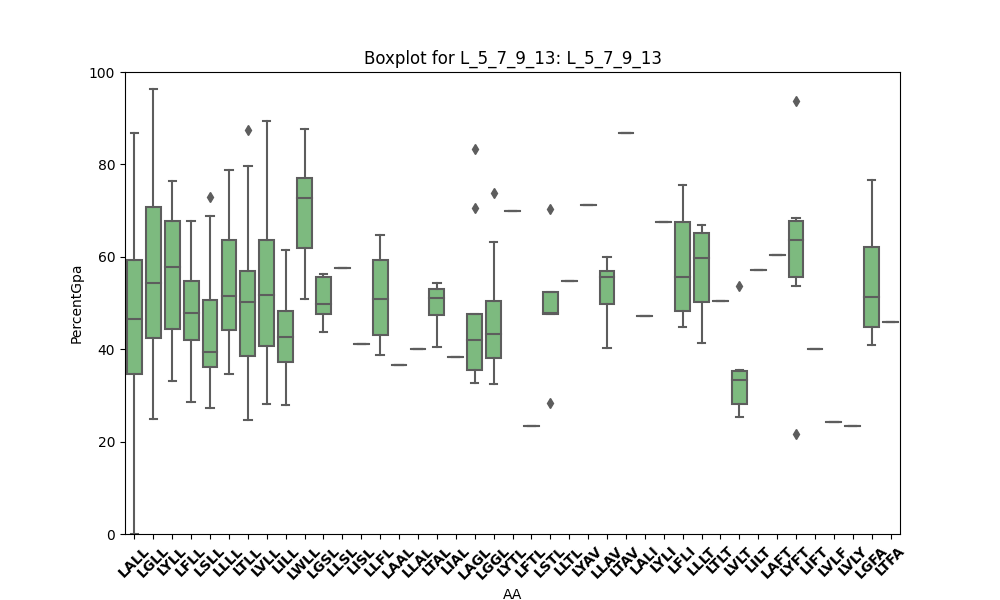 Boxplot for L_5_7_9_13: L_5_7_9_13
100
80
60
40
20
0
PercentGpa
LALL LGLL LYLL LFLL LSLL LLLL LTLL LVLL LILL LWLL LGSL LLSL LISL LLFL LAAL LLAL LTAL LIAL LAGL LGGL LYTL LFTL LSTL LLTL LYAV LLAV LTAV LALI LYLI LFLI LLLT LTLT LVLT LILT LAFT LYFT LIFT LVLF LVLY LGFA LTFA
AA